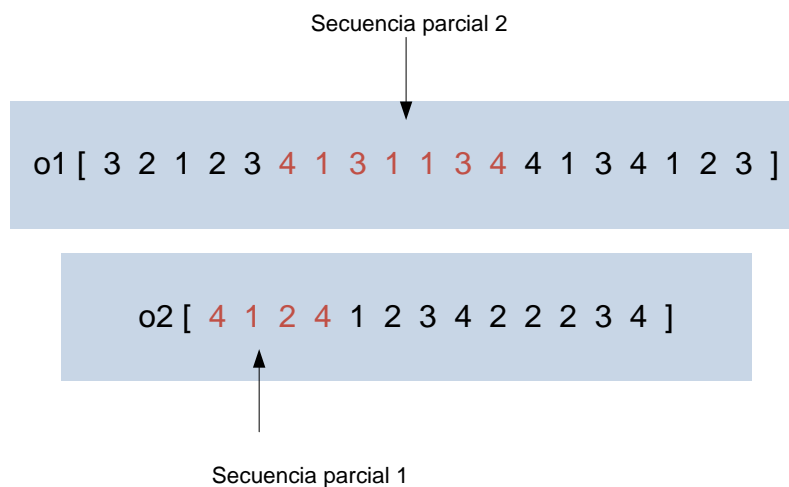 Secuencia parcial 2
o1 [ 3 2 1 2 3 4 1 3 1 1 3 4 4 1 3 4 1 2 3 ]
o2 [ 4 1 2 4 1 2 3 4 2 2 2 3 4 ]
Secuencia parcial 1